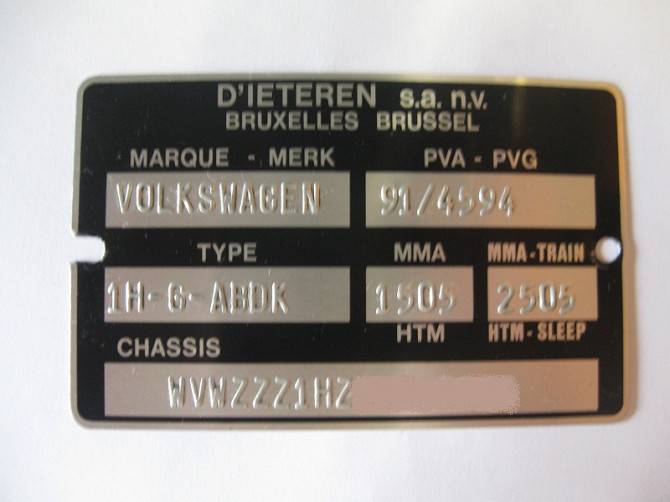 D'IETEREN s.a. n.v.
BRUXELLES BRUSSEL
MARQUE - MERK PVA - PVG
VOLKSWAGEN 91/4594
TYPE MMA MMA-TRAIN
1H-G-ABDK 1505 2505
HTM HTM-SLEEP
CHASSIS
WVWZZZ1HZ